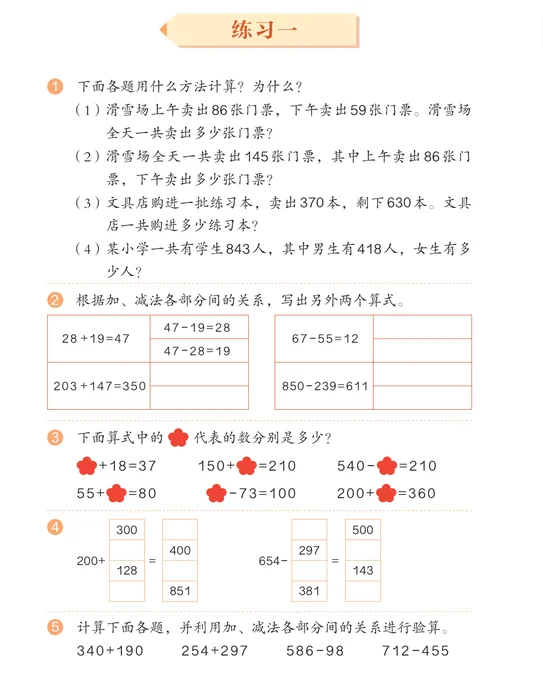 练习一
1 下面各题用什么方法计算？为什么？
（1）滑雪场上午卖出86张门票，下午卖出59张门票。滑雪场
全天一共卖出多少张门票？
（2）滑雪场全天一共卖出145张门票，其中上午卖出86张门
票，下午卖出多少张门票？
（3）文具店购进一批练习本，卖出370本，剩下630本。文具
店一共购进多少练习本？
（4）某小学一共有学生843人，其中男生有418人，女生有多
少人？
2 根据加、减法各部分间的关系，写出另外两个算式。
28+19=47
47-19=28
47-28=19
203+147=350
67-55=12
850-239=611
3 下面算式中的 代表的数分别是多少？
+18=37 150+ =210 540- =210
55+ =80 -73=100 200+ =360
4
200+
300
128
=
400
851
654-
297
381
=
500
143
5 计算下面各题，并利用加、减法各部分间的关系进行验算。
340+190 254+297 586-98 712-455